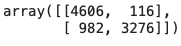 array([[4606,  116],
       [ 982, 3276]])